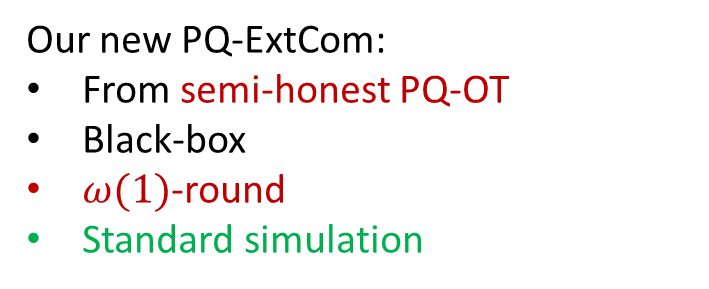 Our new PQ-ExtCom:
• From semi-honest PQ-OT
• Black-box
• ω(1)-round
• Standard simulation